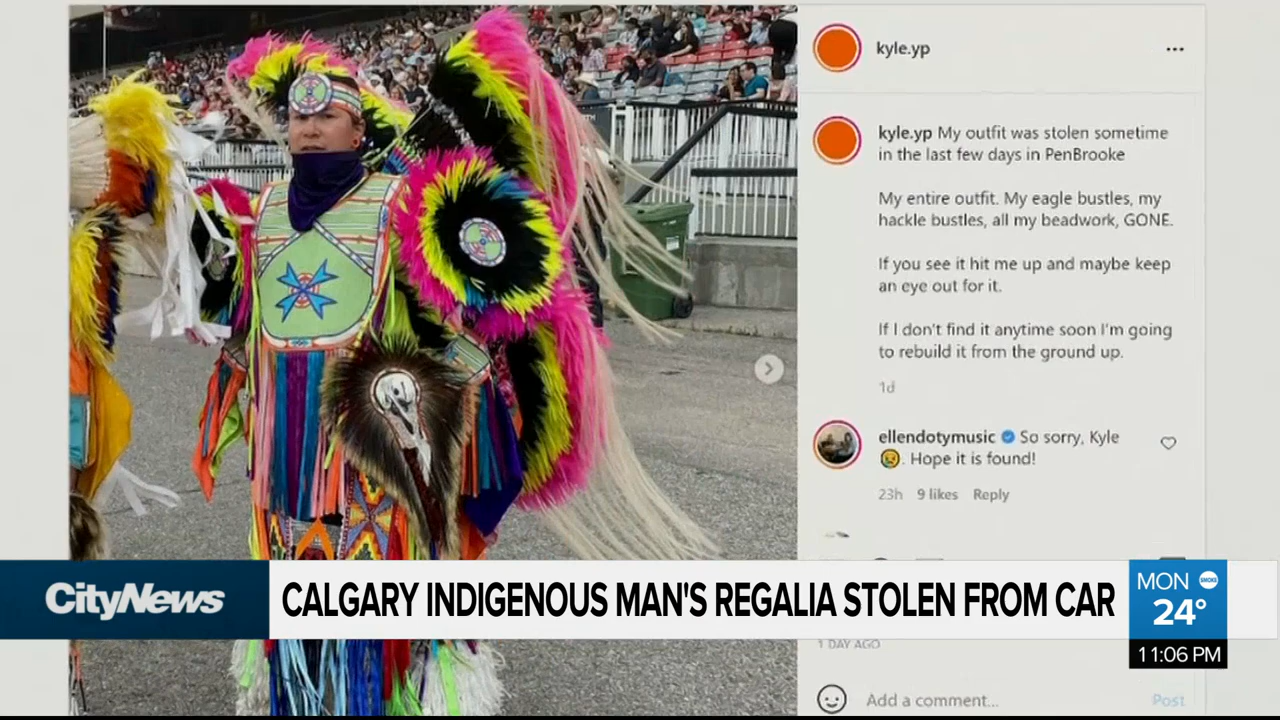 kyle.yp
kyle.yp My outfit was stolen sometime
in the last few days in PenBrooke
My entire outfit. My eagle bustles, my
hackle bustles, all my beadwork, GONE.
If you see it hit me up and maybe keep
an eye out for it.
If I don't find it anytime soon I'm going
to rebuild it from the ground up.
1d
ellendotymusic So sorry, Kyle
😢. Hope it is found!
23h 9 likes Reply
CityNews
CALGARY INDIGENOUS MAN'S REGALIA STOLEN FROM CAR
MON SMOKE
24°
11:06 PM
1 DAY AGO
Add a comment... Post